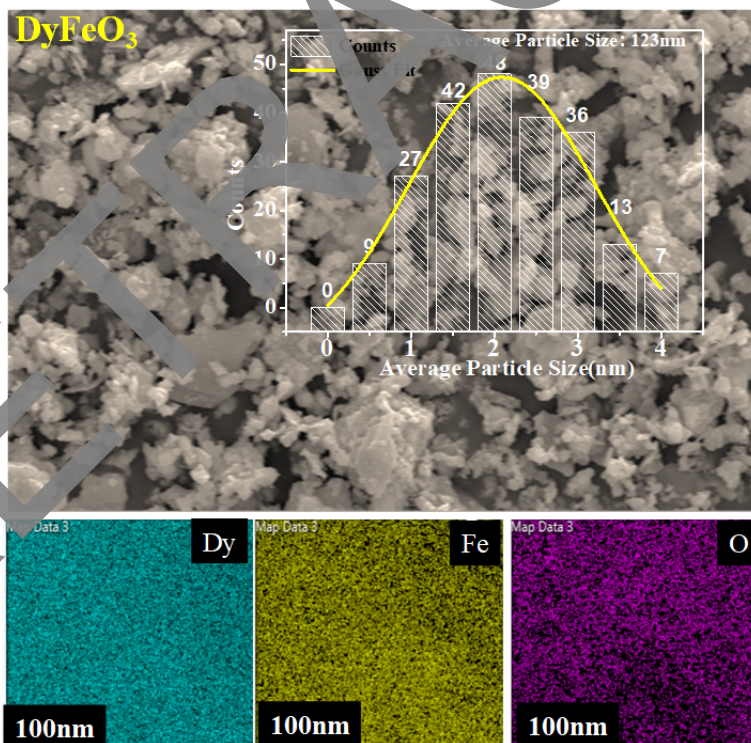 DyFeO3
Counts
Average Particle Size: 123nm
Gauss Fit
50
40
30
20
10
0
Counts
0
9
27
42
48
39
36
13
7
0
1
2
3
4
Average Particle Size(nm)
Map Data 3
Dy
100nm
Map Data 3
Fe
100nm
Map Data 3
O
100nm